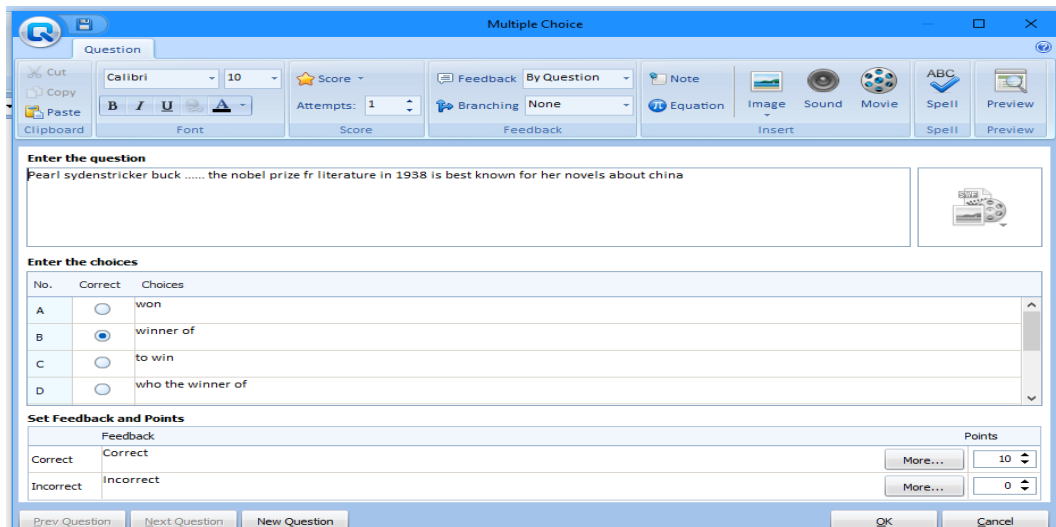 Multiple Choice
Question
Cut
Calibri 10 Score Feedback By Question Note ABC
Copy
Paste B I U A Attempts: 1 Branching None Equation Image Sound Movie Spell Preview
Clipboard Font Score Feedback Insert Spell Preview
Enter the question
Pearl sydenstricker buck ...... the nobel prize fr literature in 1938 is best known for her novels about china
SWF
Enter the choices
No. Correct Choices
A won
B winner of
C to win
D who the winner of
Set Feedback and Points
Feedback Points
Correct Correct More... 10
Incorrect Incorrect More... 0
Prev Question Next Question New Question OK Cancel